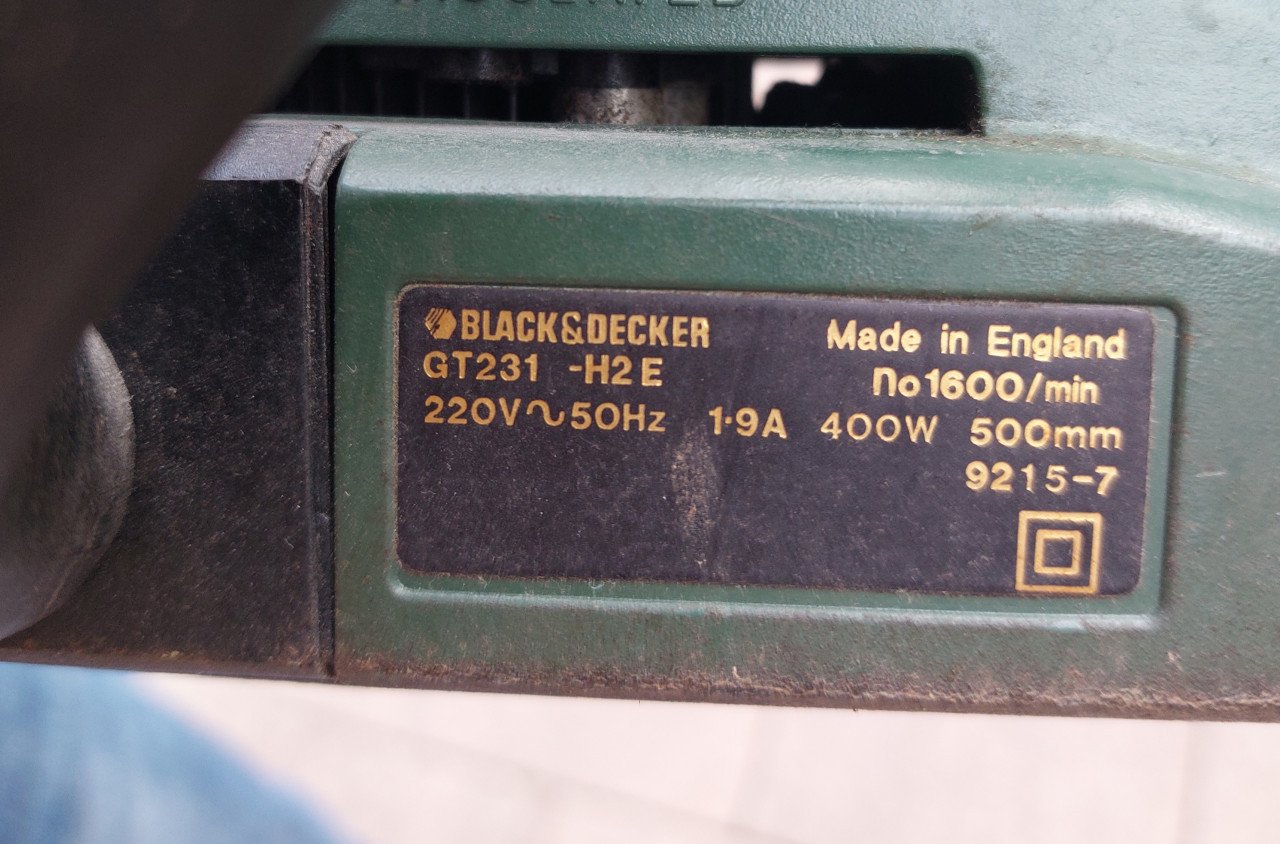 BLACK&DECKER
Made in England
GT231 -H2E
no1600/min
220V∿50Hz 1·9A 400W 500mm
9215-7